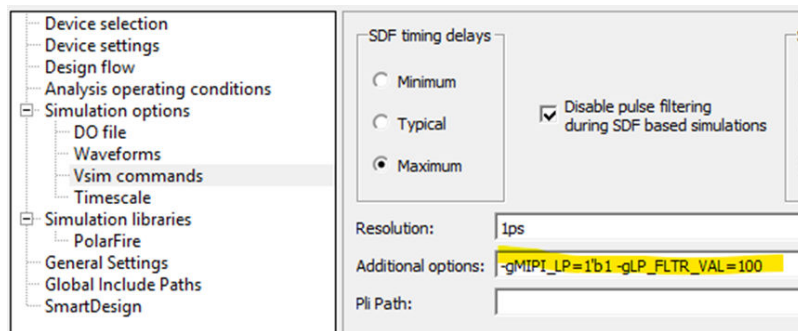 Device selection
Device settings
Design flow
Analysis operating conditions
Simulation options
DO file
Waveforms
Vsim commands
Timescale
Simulation libraries
PolarFire
General Settings
Global Include Paths
SmartDesign
SDF timing delays
Minimum
Typical
Maximum
Disable pulse filtering
during SDF based simulations
Resolution: 1ps
Additional options: -gMIPI_LP=1'b1 -gLP_FLTR_VAL=100
Pli Path: